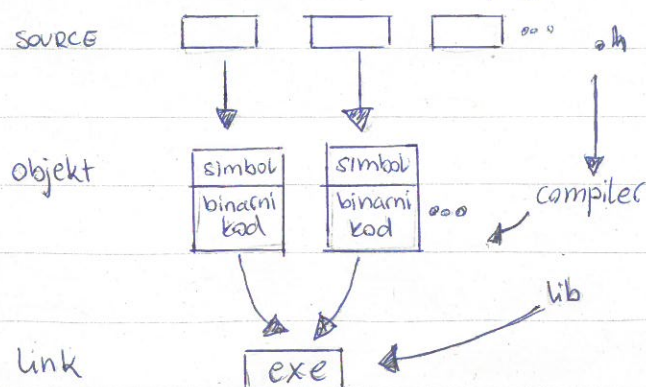 SOURCE .h
Objekt
simbol simbol
binarni binarni
kod kod
compiler
lib
Link exe